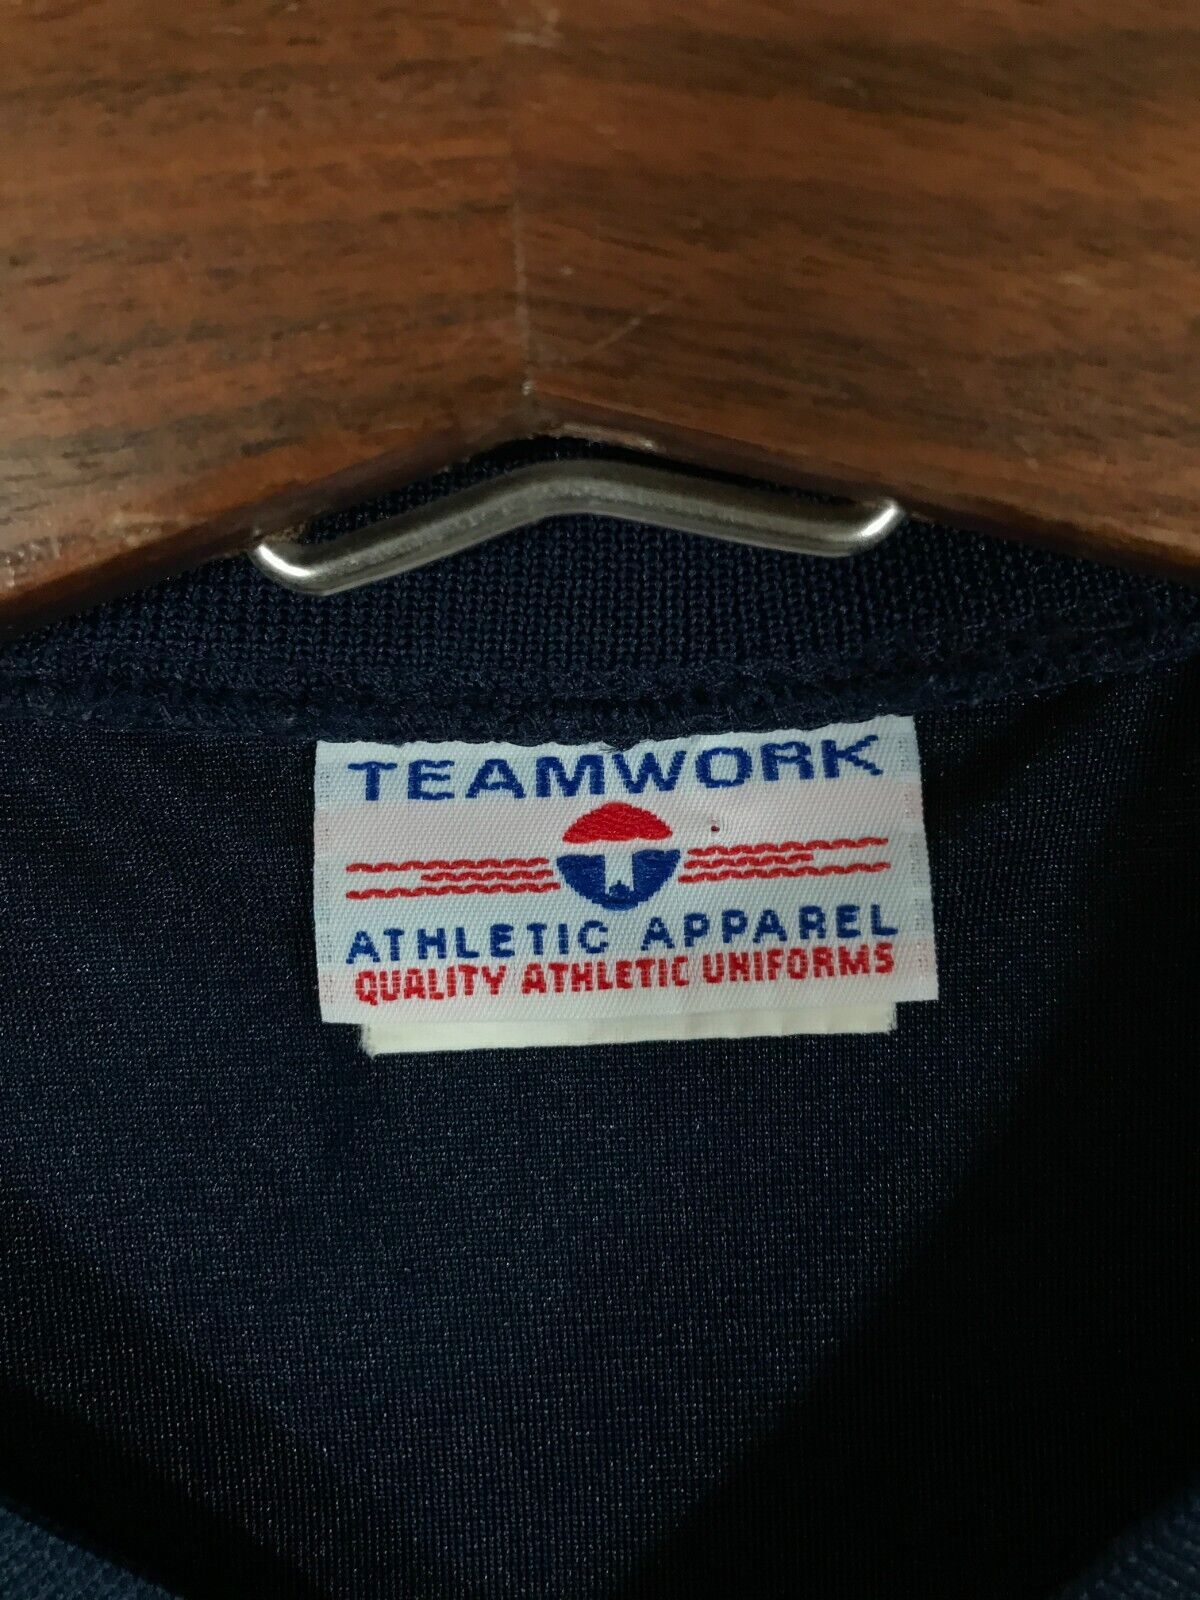 TEAMWORK
ATHLETIC APPAREL
QUALITY ATHLETIC UNIFORMS